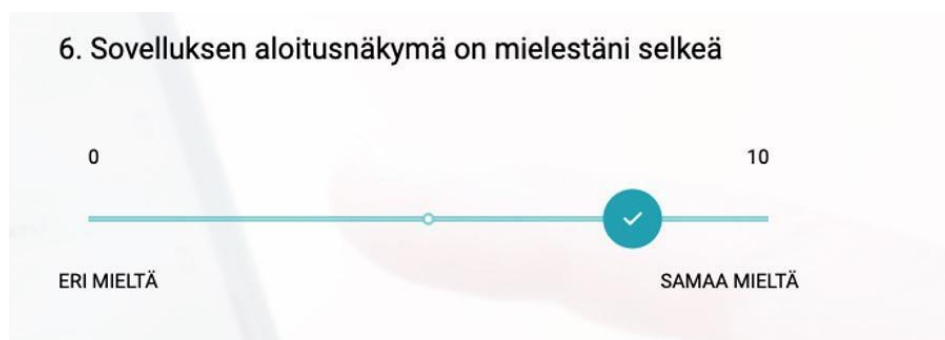 6. Sovelluksen aloitusnäkymä on mielestäni selkeä
0 10
ERI MIELTÄ SAMAA MIELTÄ